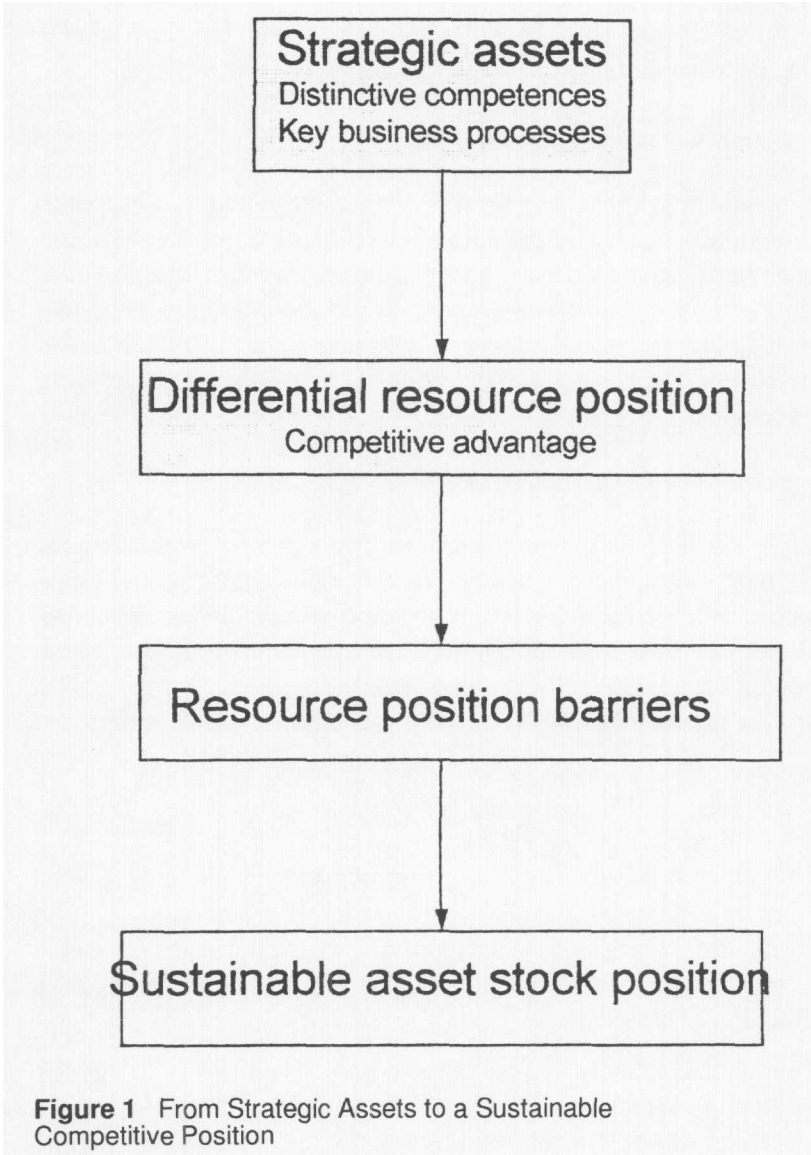 Strategic assets
Distinctive competences
Key business processes
Differential resource position
Competitive advantage
Resource position barriers
Sustainable asset stock position
Figure 1 From Strategic Assets to a Sustainable
Competitive Position